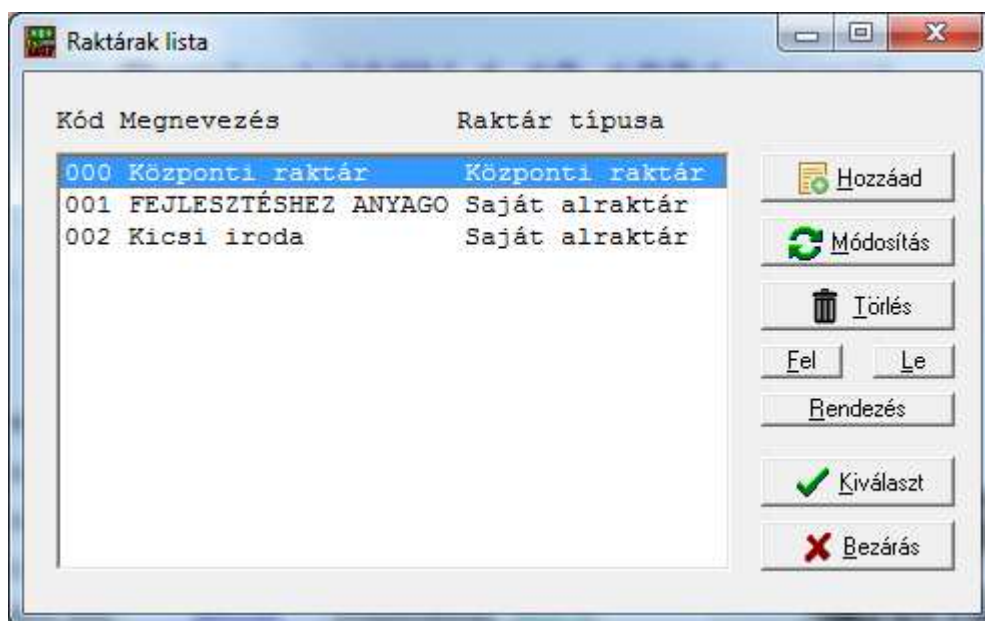 Raktárak lista
Kód Megnevezés Raktár típusa
000 Központi raktár Központi raktár
001 FEJLESZTÉSHEZ ANYAGO Saját alraktár
002 Kicsi iroda Saját alraktár
Hozzáad
Módosítás
Törlés
Fel Le
Rendezés
Kiválaszt
Bezárás